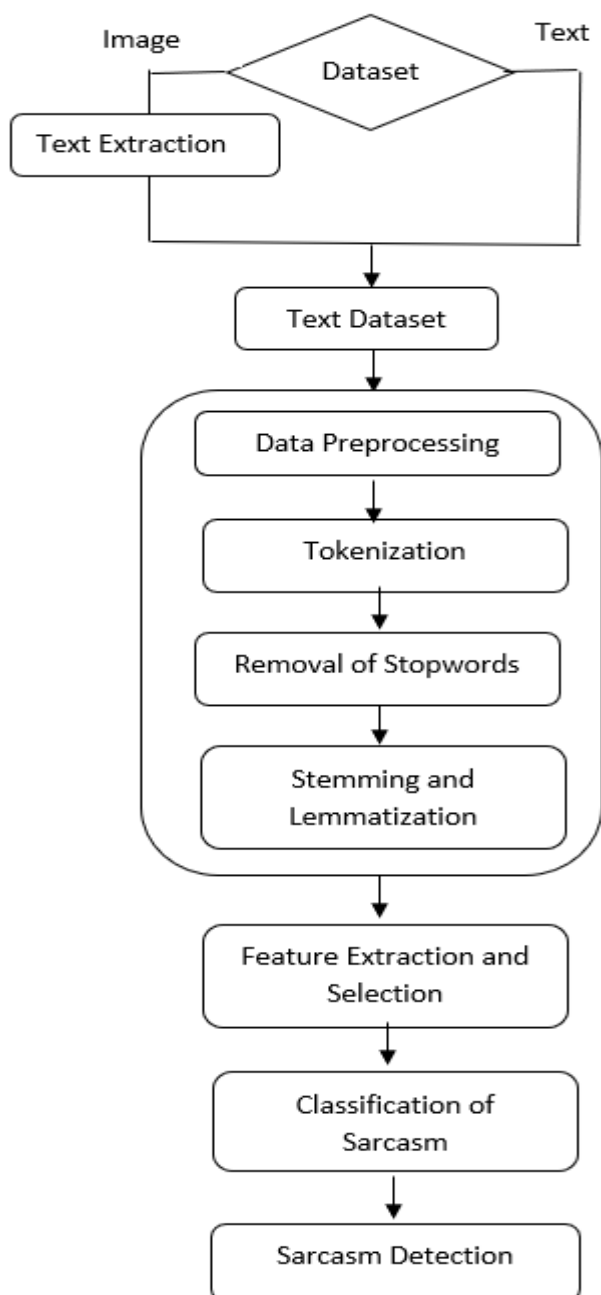 Image
Text
Dataset
Text Extraction
Text Dataset
Data Preprocessing
Tokenization
Removal of Stopwords
Stemming and
Lemmatization
Feature Extraction and
Selection
Classification of
Sarcasm
Sarcasm Detection